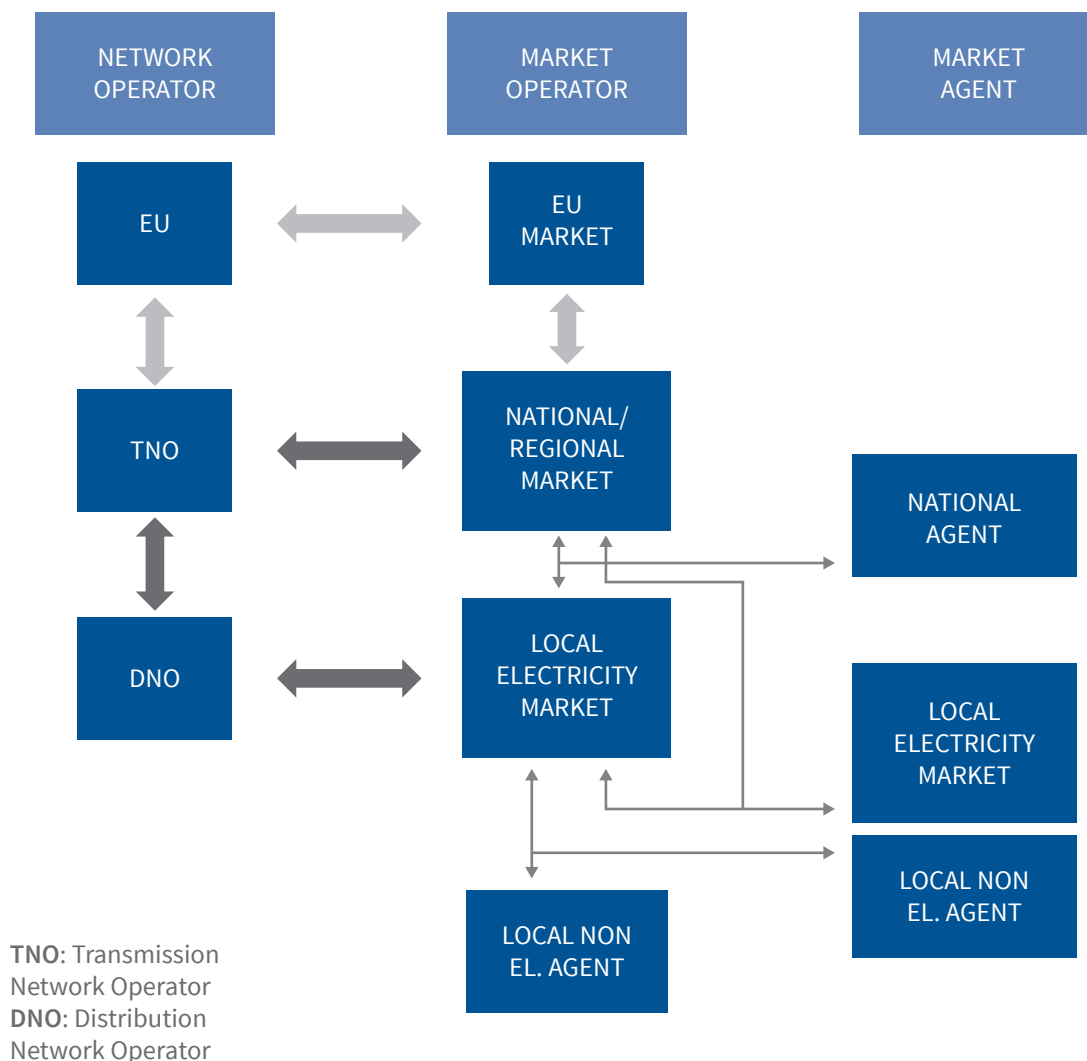 NETWORK
OPERATOR
MARKET
OPERATOR
MARKET
AGENT
EU
EU
MARKET
TNO
NATIONAL/
REGIONAL
MARKET
NATIONAL
AGENT
DNO
LOCAL
ELECTRICITY
MARKET
LOCAL
ELECTRICITY
MARKET
LOCAL NON
EL. AGENT
LOCAL NON
EL. AGENT
TNO: Transmission
Network Operator
DNO: Distribution
Network Operator